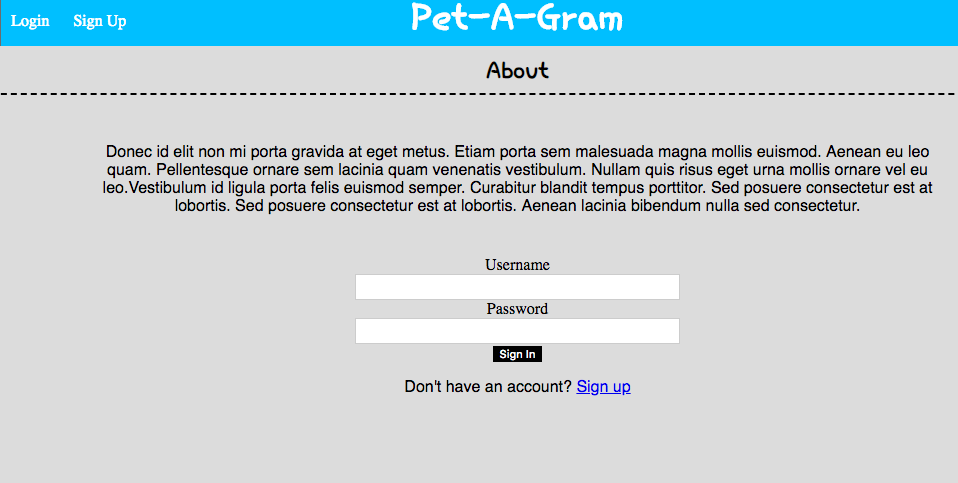 Login Sign Up Pet-A-Gram
About
Donec id elit non mi porta gravida at eget metus. Etiam porta sem malesuada magna mollis euismod. Aenean eu leo
quam. Pellentesque ornare sem lacinia quam venenatis vestibulum. Nullam quis risus eget urna mollis ornare vel eu
leo.Vestibulum id ligula porta felis euismod semper. Curabitur blandit tempus porttitor. Sed posuere consectetur est at
lobortis. Sed posuere consectetur est at lobortis. Aenean lacinia bibendum nulla sed consectetur.
Username
Password
Sign In
Don't have an account? Sign up